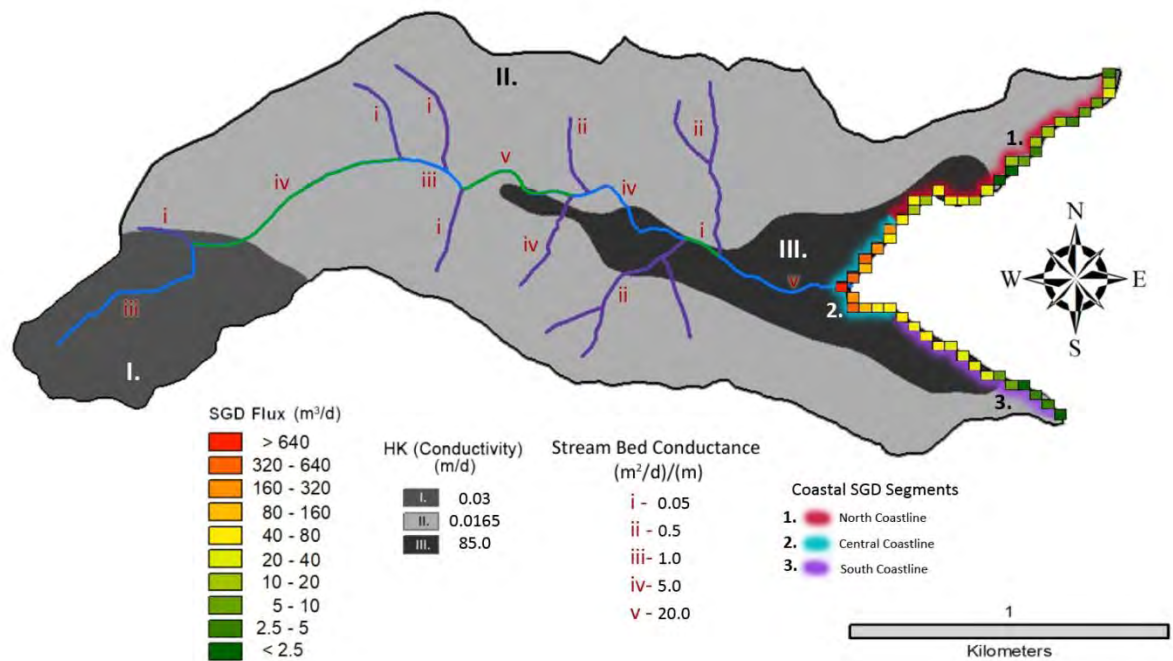 II.
i
i
ii
ii
1.
v
iv
iv
iii
N
i
i
iv
i
III.
W
E
iii
ii
v
2.
S
I.
3.
SGD Flux (m³/d)
> 640
320 - 640
160 - 320
80 - 160
40 - 80
20 - 40
10 - 20
5 - 10
2.5 - 5
< 2.5
HK (Conductivity)
(m/d)
I. 0.03
II. 0.0165
III. 85.0
Stream Bed Conductance
(m²/d)/(m)
i - 0.05
ii - 0.5
iii- 1.0
iv- 5.0
v - 20.0
Coastal SGD Segments
1. North Coastline
2. Central Coastline
3. South Coastline
1
Kilometers